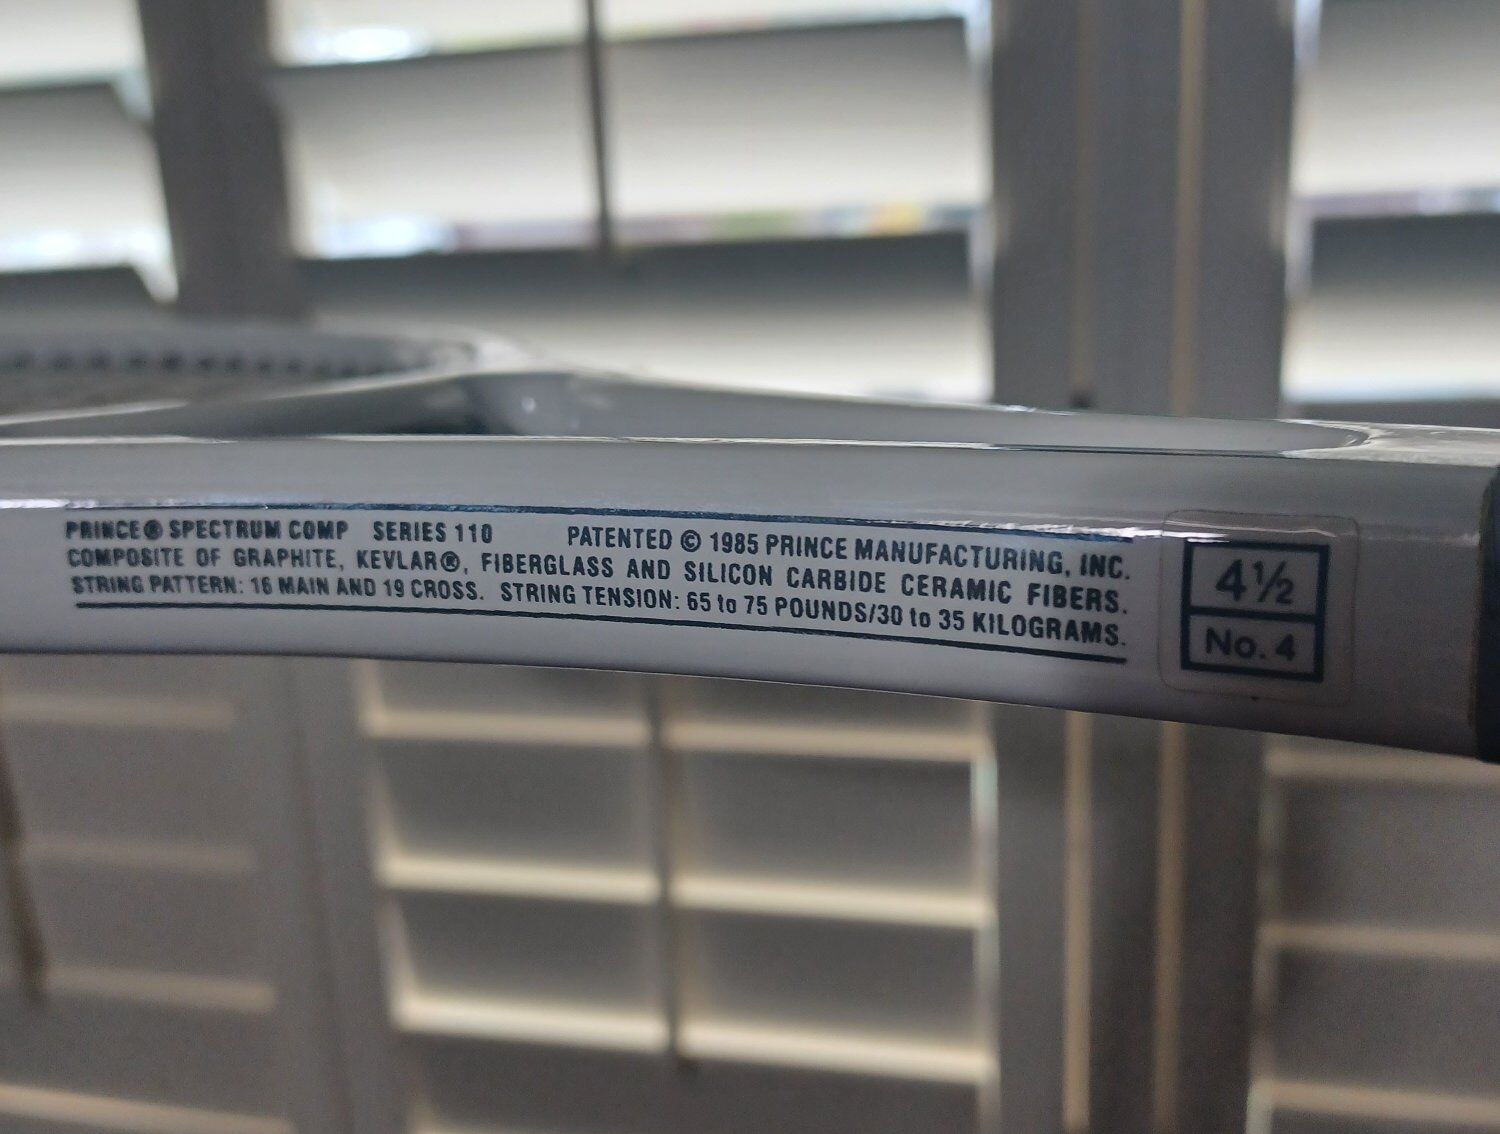 PRINCE® SPECTRUM COMP SERIES 110 PATENTED © 1985 PRINCE MANUFACTURING, INC.
COMPOSITE OF GRAPHITE, KEVLAR®, FIBERGLASS AND SILICON CARBIDE CERAMIC FIBERS.
STRING PATTERN: 16 MAIN AND 19 CROSS. STRING TENSION: 65 to 75 POUNDS/30 to 35 KILOGRAMS.
4½
No. 4